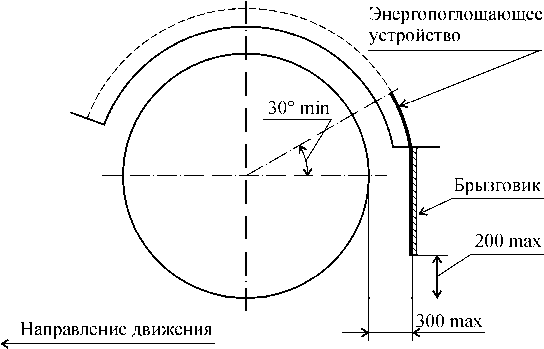 Энергопоглощающее
устройство
30° min
Брызговик
200 max
300 max
Направление движения